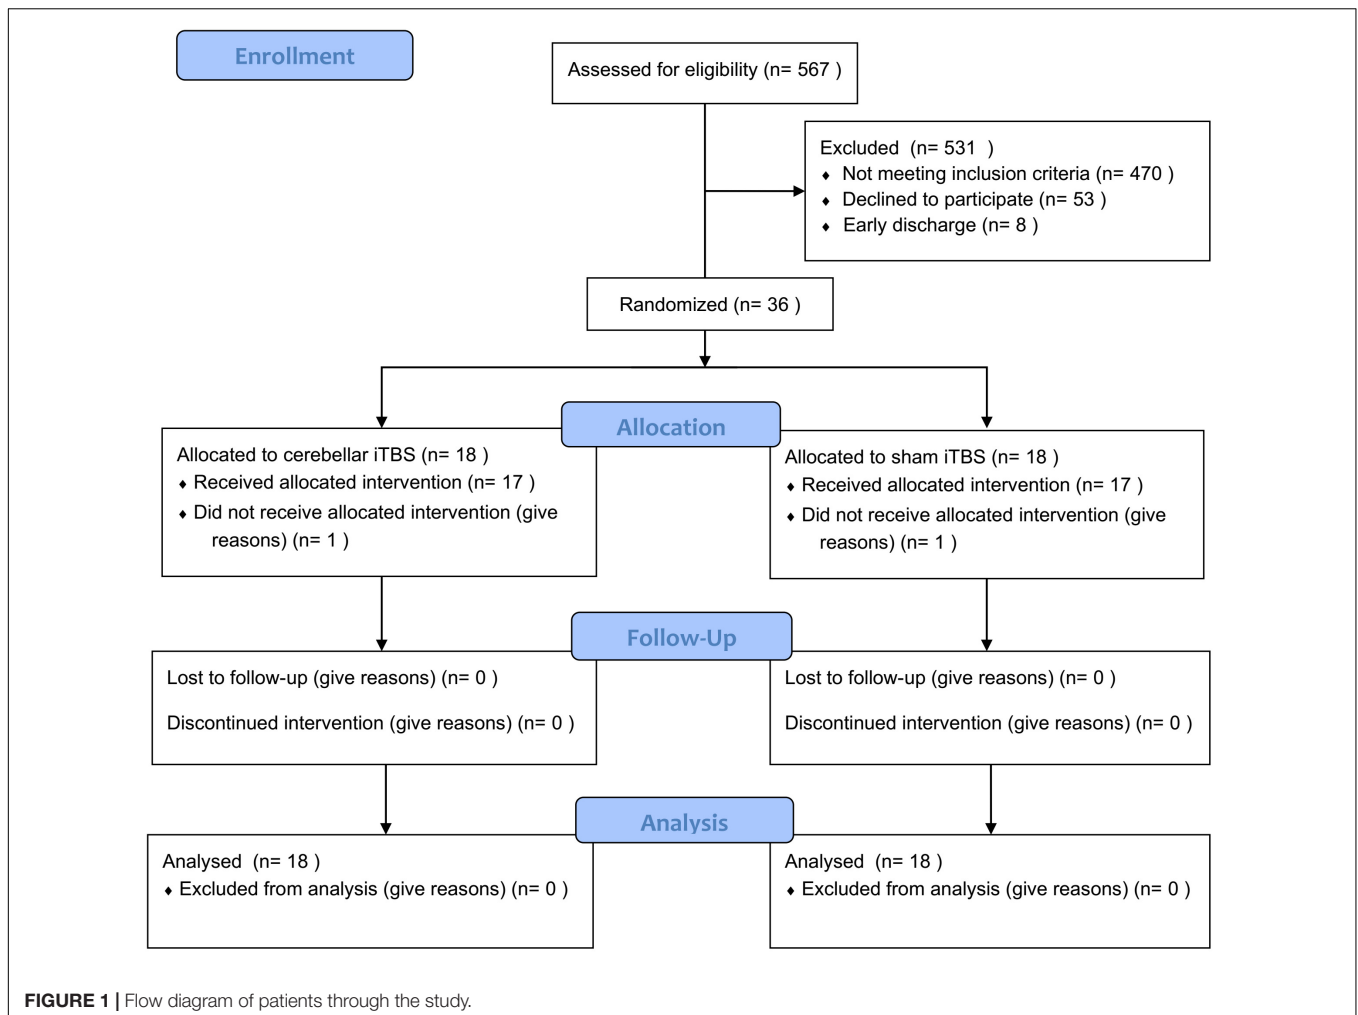 Enrollment
Assessed for eligibility (n= 567 )
Excluded (n= 531 )
♦ Not meeting inclusion criteria (n= 470 )
♦ Declined to participate (n= 53 )
♦ Early discharge (n= 8 )
Randomized (n= 36 )
Allocation
Allocated to cerebellar iTBS (n= 18 )
♦ Received allocated intervention (n= 17 )
♦ Did not receive allocated intervention (give
reasons) (n= 1 )
Allocated to sham iTBS (n= 18 )
♦ Received allocated intervention (n= 17 )
♦ Did not receive allocated intervention (give
reasons) (n= 1 )
Follow-Up
Lost to follow-up (give reasons) (n= 0 )
Discontinued intervention (give reasons) (n= 0 )
Lost to follow-up (give reasons) (n= 0 )
Discontinued intervention (give reasons) (n= 0 )
Analysis
Analysed (n= 18 )
♦ Excluded from analysis (give reasons) (n= 0 )
Analysed (n= 18 )
♦ Excluded from analysis (give reasons) (n= 0 )
FIGURE 1 | Flow diagram of patients through the study.